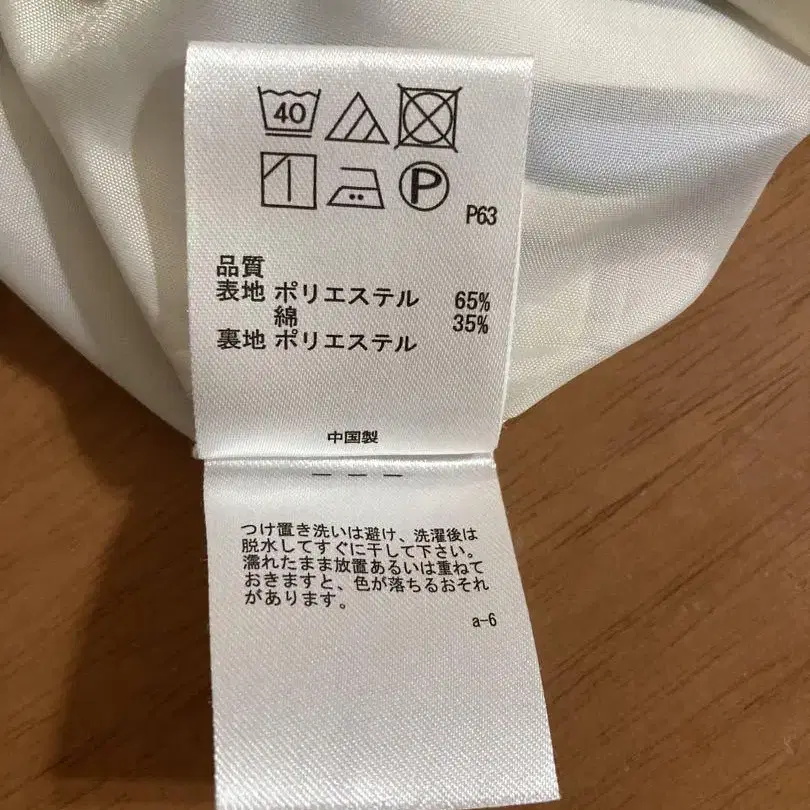 40
P
P63
品質
表地 ポリエステル 65%
綿 35%
裏地 ポリエステル
中国製
つけ置き洗いは避け、洗濯後は
脱水してすぐに干して下さい。
濡れたまま放置あるいは重ねて
おきますと、色が落ちるおそれ
があります。
a-6